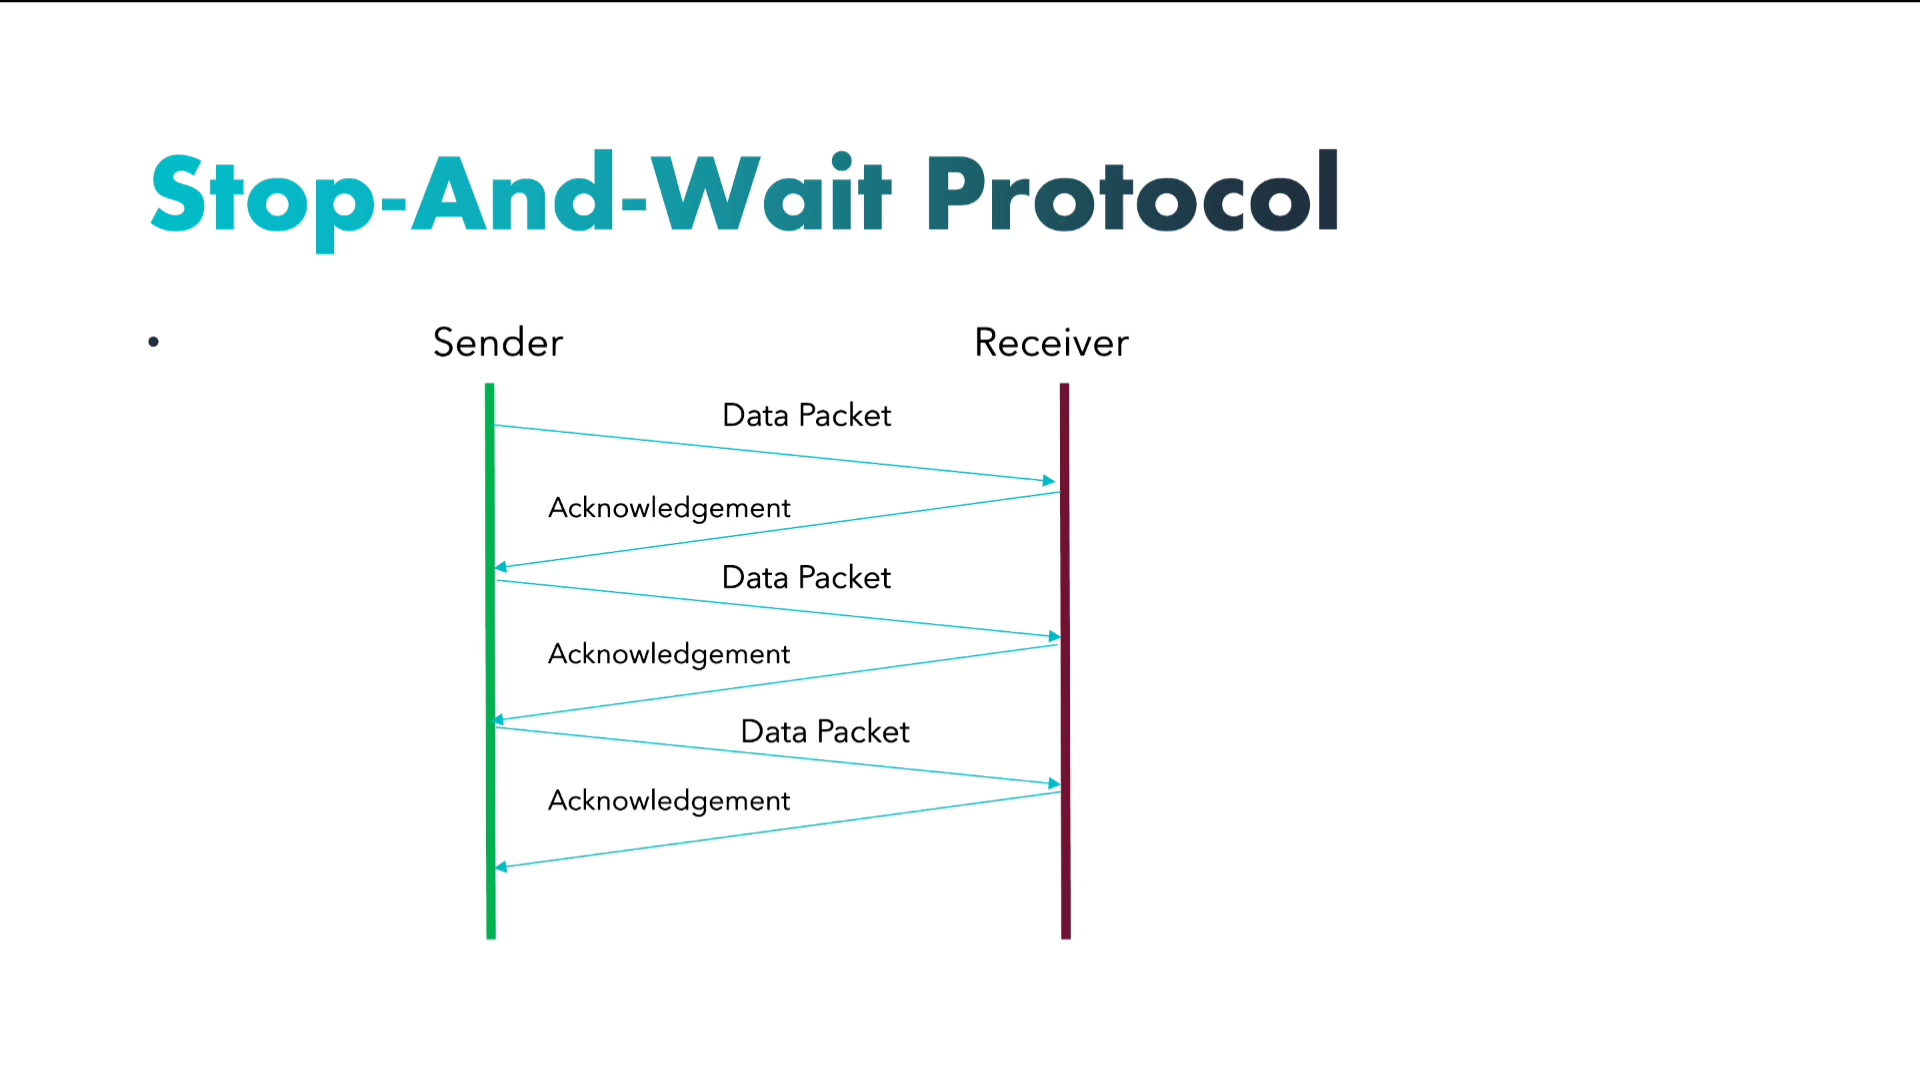 Stop-And-Wait Protocol
• Sender Receiver
Data Packet
Acknowledgement
Data Packet
Acknowledgement
Data Packet
Acknowledgement